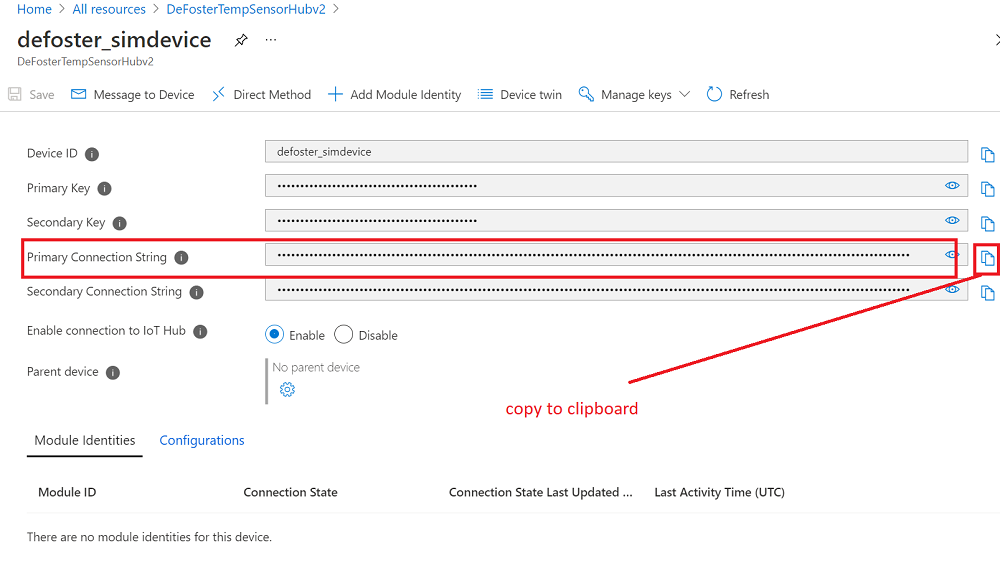 Home > All resources > DeFosterTempSensorHubv2 >
defoster_simdevice ...
DeFosterTempSensorHubv2
Save Message to Device Direct Method Add Module Identity Device twin Manage keys Refresh
Device ID defoster_simdevice
Primary Key
Secondary Key
Primary Connection String
Secondary Connection String
Enable connection to IoT Hub Enable Disable
Parent device No parent device
copy to clipboard
Module Identities Configurations
Module ID Connection State Connection State Last Updated ... Last Activity Time (UTC)
There are no module identities for this device.